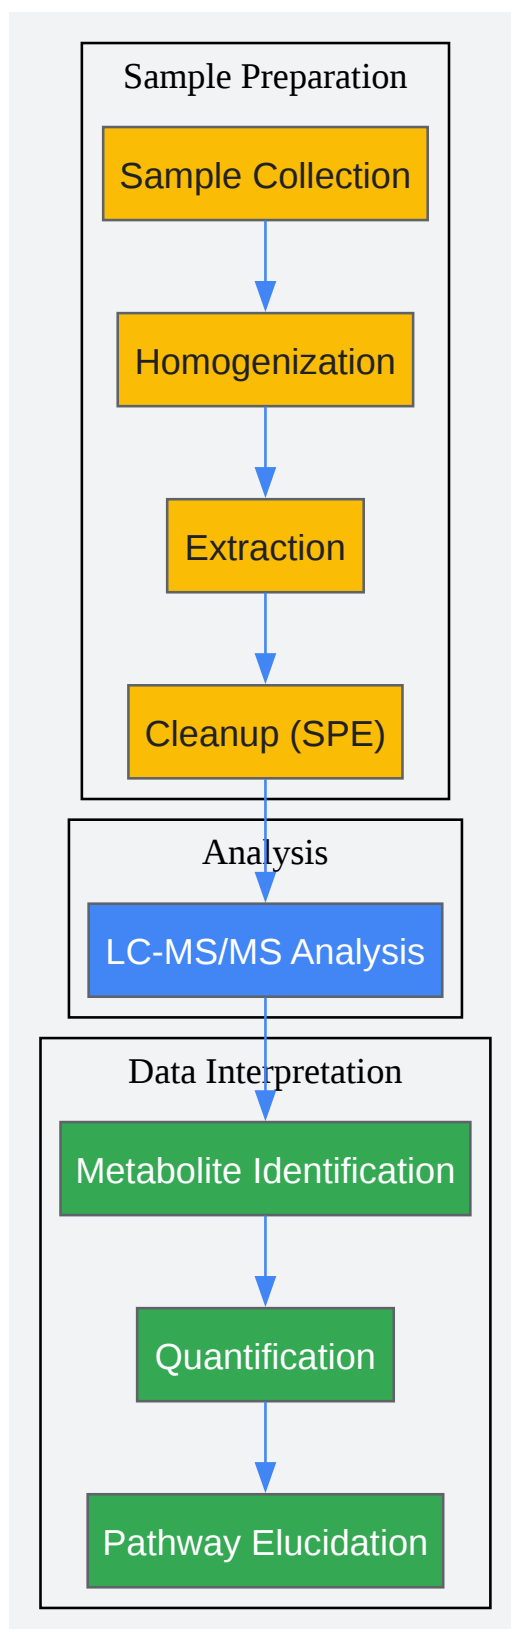 Sample Preparation
Sample Collection
Homogenization
Extraction
Cleanup (SPE)
Analysis
LC-MS/MS Analysis
Data Interpretation
Metabolite Identification
Quantification
Pathway Elucidation